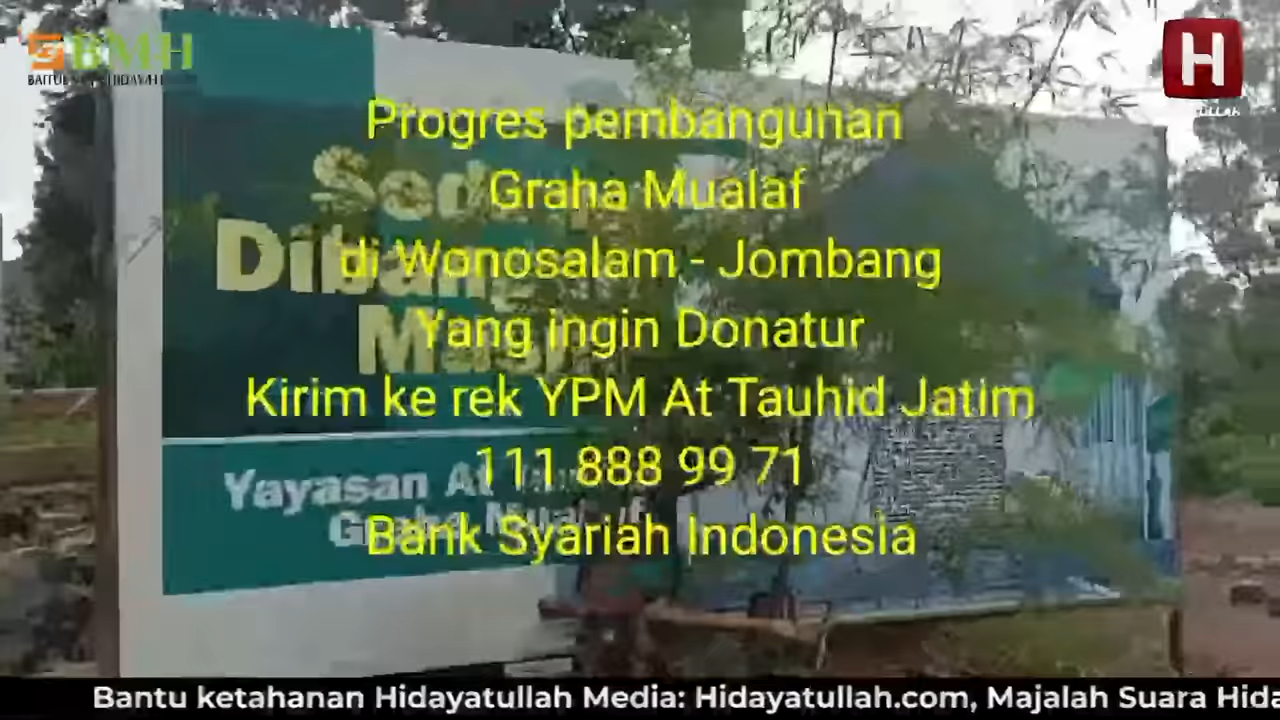 BMH
Progres pembangunan
Graha Mualaf
di Wonosalam - Jombang
Yang ingin Donatur
Kirim ke rek YPM At Tauhid Jatim
111 888 99 71
Bank Syariah Indonesia
Yayasan At
H
Bantu ketahanan Hidayatullah Media: Hidayatullah.com, Majalah Suara Hida